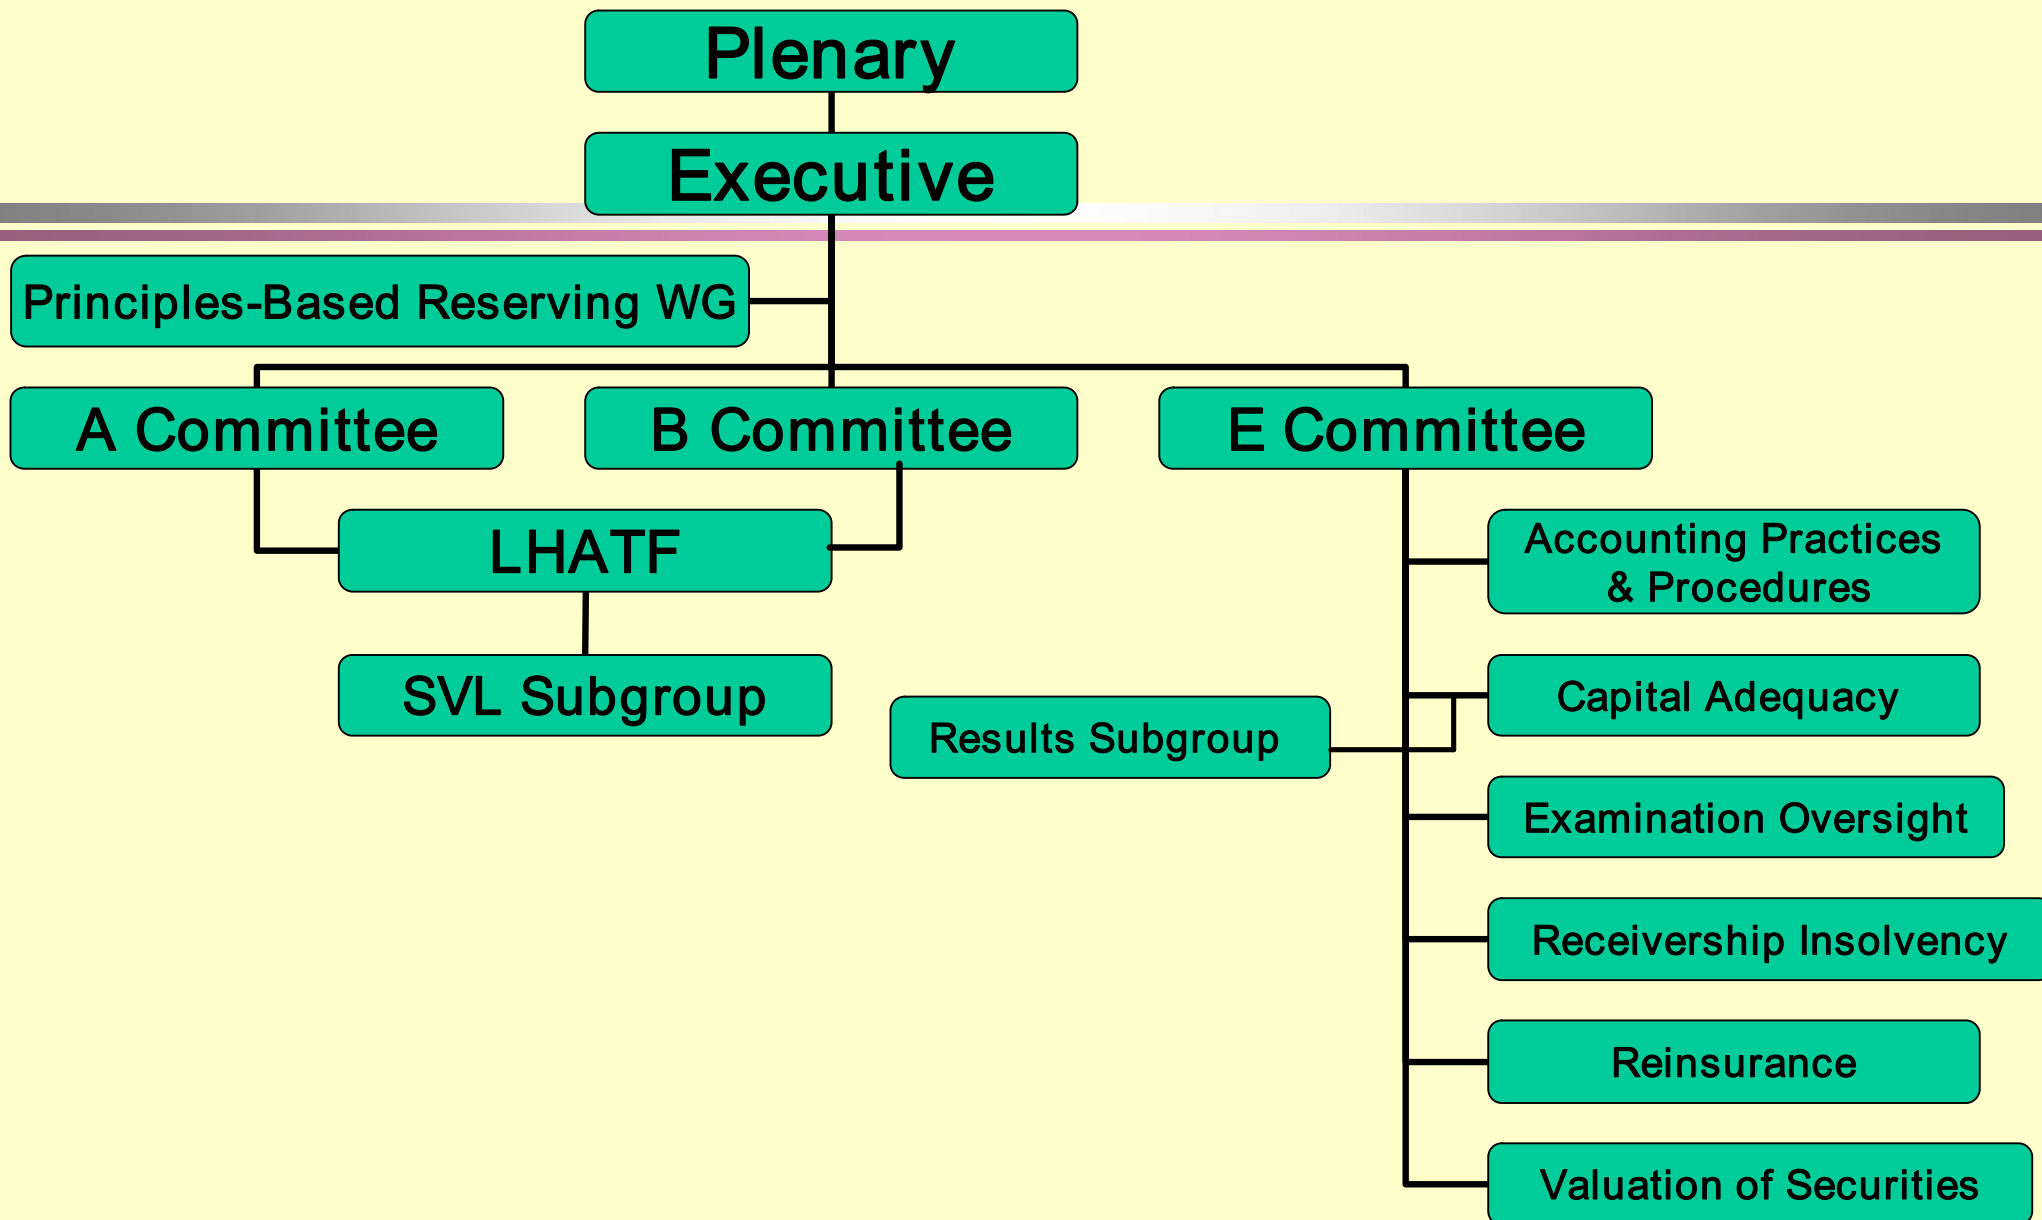 Plenary
Executive
Principles-Based Reserving WG
A Committee
B Committee
E Committee
LHATF
Accounting Practices
& Procedures
SVL Subgroup
Capital Adequacy
Results Subgroup
Examination Oversight
Receivership Insolvency
Reinsurance
Valuation of Securities